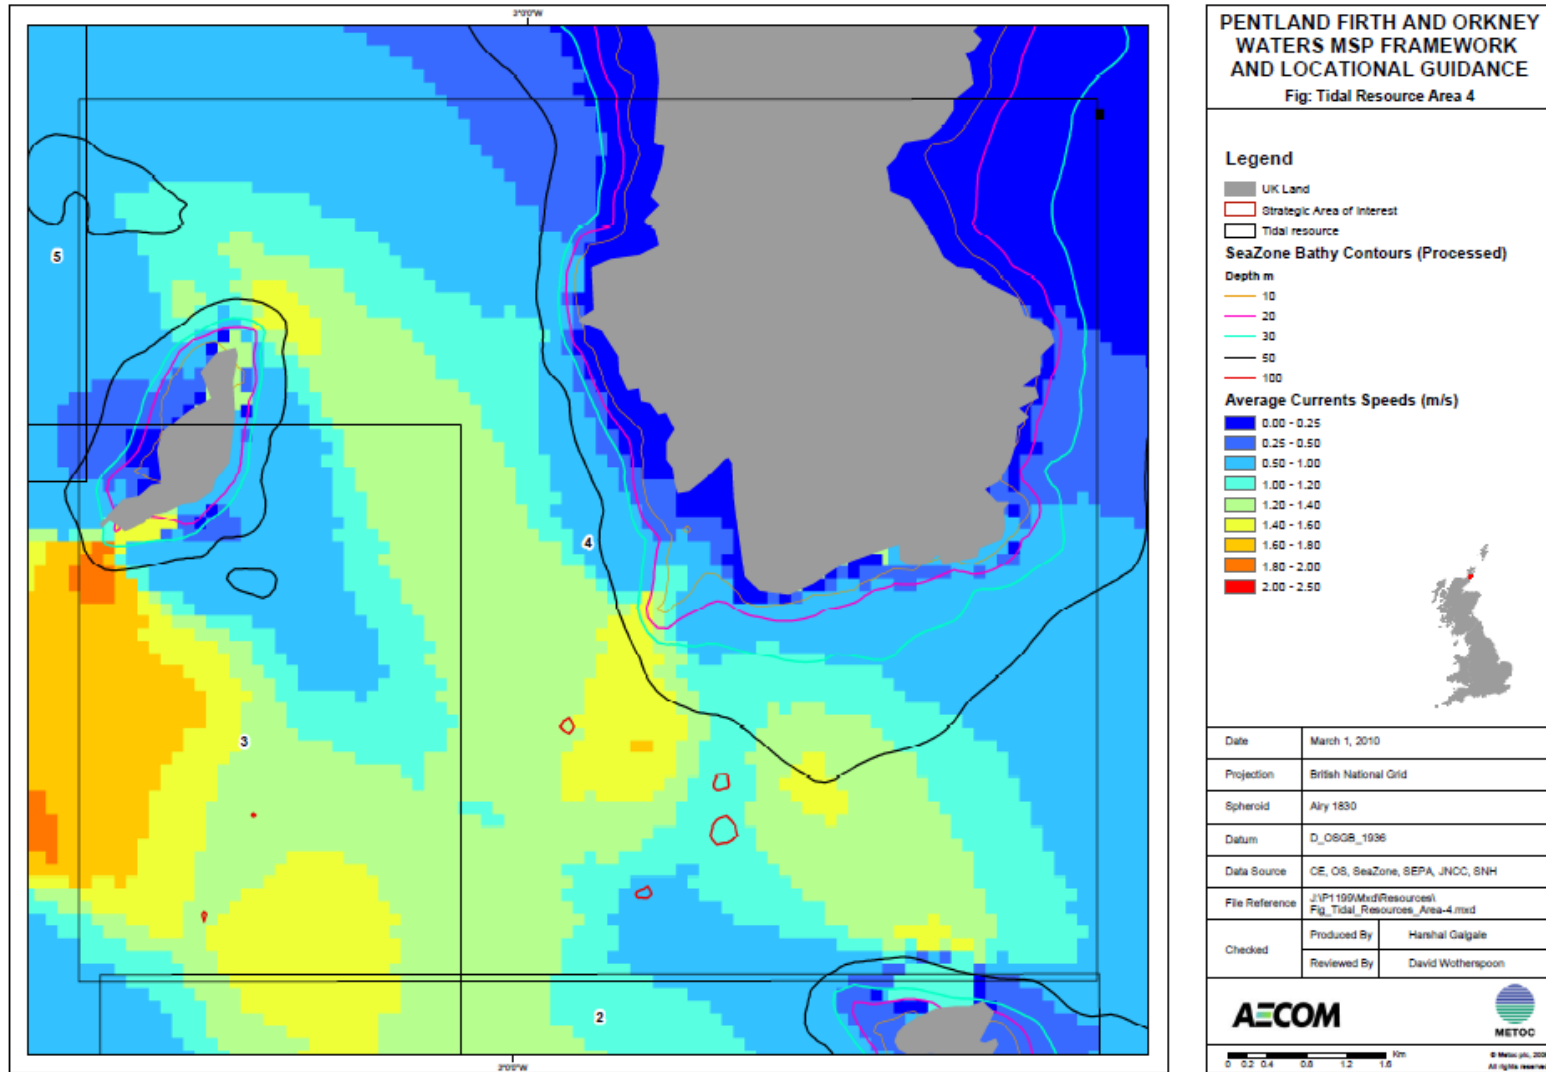 3°0'0"W
5
4
3
2
3°0'0"W
PENTLAND FIRTH AND ORKNEY
WATERS MSP FRAMEWORK
AND LOCATIONAL GUIDANCE
Fig: Tidal Resource Area 4
Legend
UK Land
Strategic Area of Interest
Tidal resource
SeaZone Bathy Contours (Processed)
Depth m
10
20
30
50
100
Average Currents Speeds (m/s)
0.00 - 0.25
0.25 - 0.50
0.50 - 1.00
1.00 - 1.20
1.20 - 1.40
1.40 - 1.60
1.60 - 1.80
1.80 - 2.00
2.00 - 2.50
Date March 1, 2010
Projection British National Grid
Spheroid Airy 1830
Datum D_OSGB_1936
Data Source CE, OS, SeaZone, SEPA, JNCC, SNH
File Reference J:\P1199\Mxd\Resources\
Fig_Tidal_Resources_Area-4.mxd
Checked
Produced By Harshal Galgale
Reviewed By David Wotherspoon
AECOM
METOC
Km
0 0.2 0.4 0.8 1.2 1.6
© Metoc plc,
All rights reserved